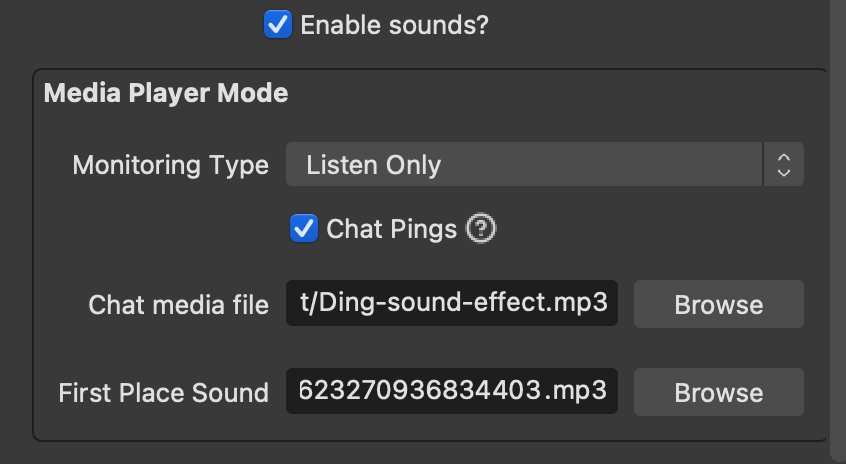 Enable sounds?
Media Player Mode
Monitoring Type Listen Only
Chat Pings ?
Chat media file t/Ding-sound-effect.mp3 Browse
First Place Sound 623270936834403.mp3 Browse